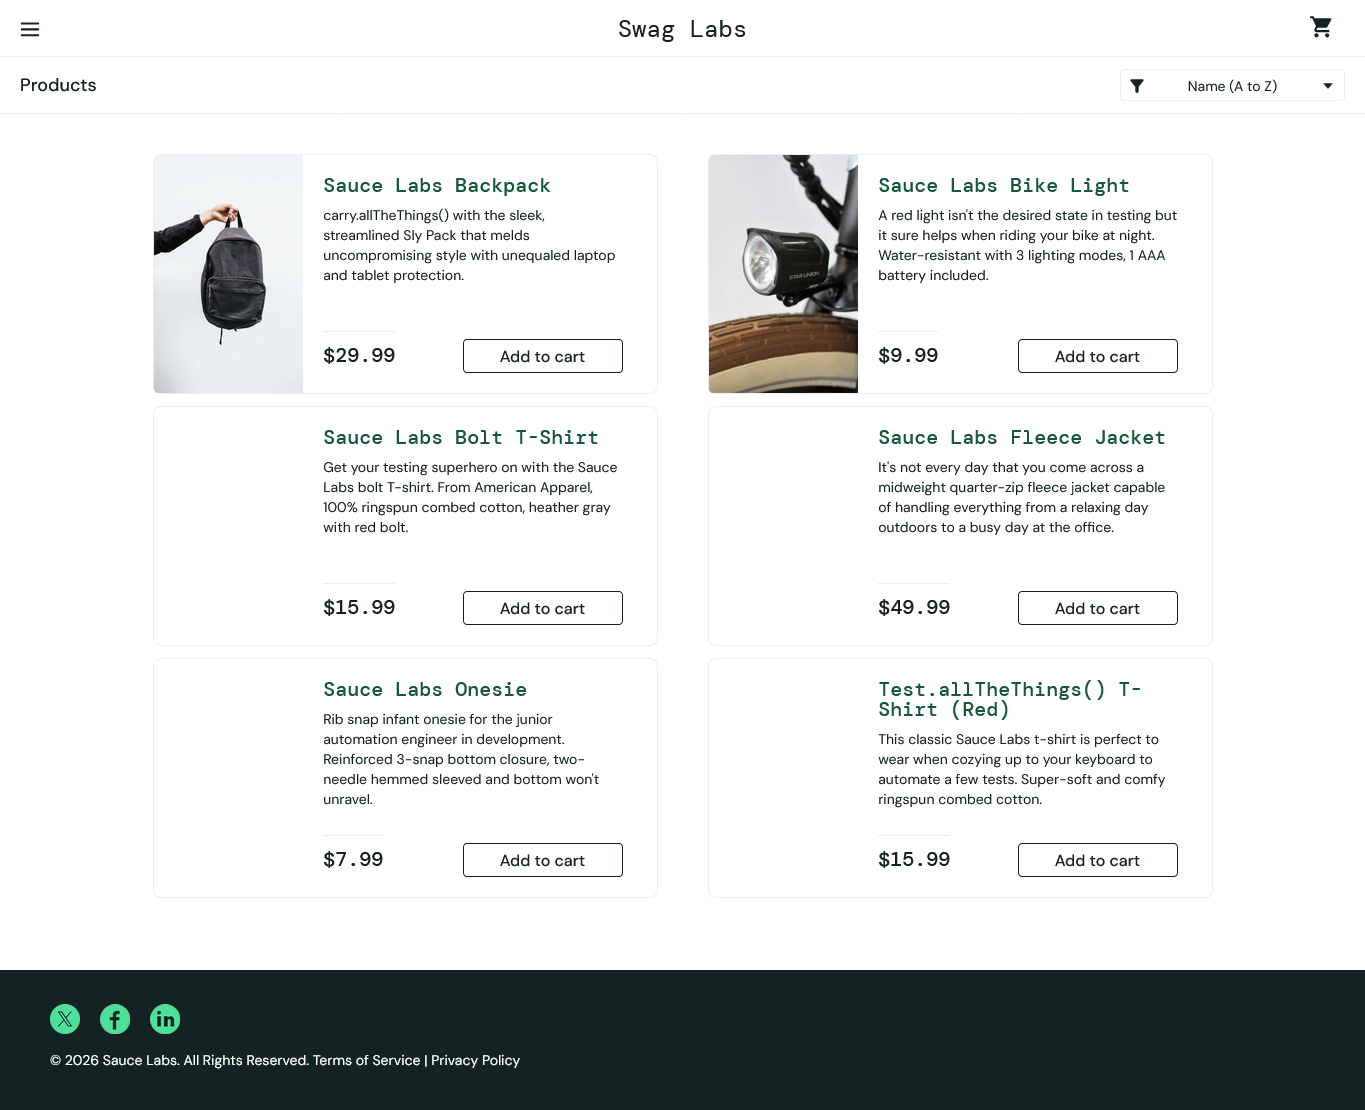 Swag Labs
Products
Name (A to Z)
Sauce Labs Backpack
carry.allTheThings() with the sleek,
streamlined Sly Pack that melds
uncompromising style with unequaled laptop
and tablet protection.
$29.99
Add to cart
STAR UNION
Sauce Labs Bike Light
A red light isn't the desired state in testing but
it sure helps when riding your bike at night.
Water-resistant with 3 lighting modes, 1 AAA
battery included.
$9.99
Add to cart
Sauce Labs Bolt T-Shirt
Get your testing superhero on with the Sauce
Labs bolt T-shirt. From American Apparel,
100% ringspun combed cotton, heather gray
with red bolt.
$15.99
Add to cart
Sauce Labs Fleece Jacket
It's not every day that you come across a
midweight quarter-zip fleece jacket capable
of handling everything from a relaxing day
outdoors to a busy day at the office.
$49.99
Add to cart
Sauce Labs Onesie
Rib snap infant onesie for the junior
automation engineer in development.
Reinforced 3-snap bottom closure, two-
needle hemmed sleeved and bottom won't
unravel.
$7.99
Add to cart
Test.allTheThings() T-
Shirt (Red)
This classic Sauce Labs t-shirt is perfect to
wear when cozying up to your keyboard to
automate a few tests. Super-soft and comfy
ringspun combed cotton.
$15.99
Add to cart
© 2026 Sauce Labs. All Rights Reserved. Terms of Service | Privacy Policy